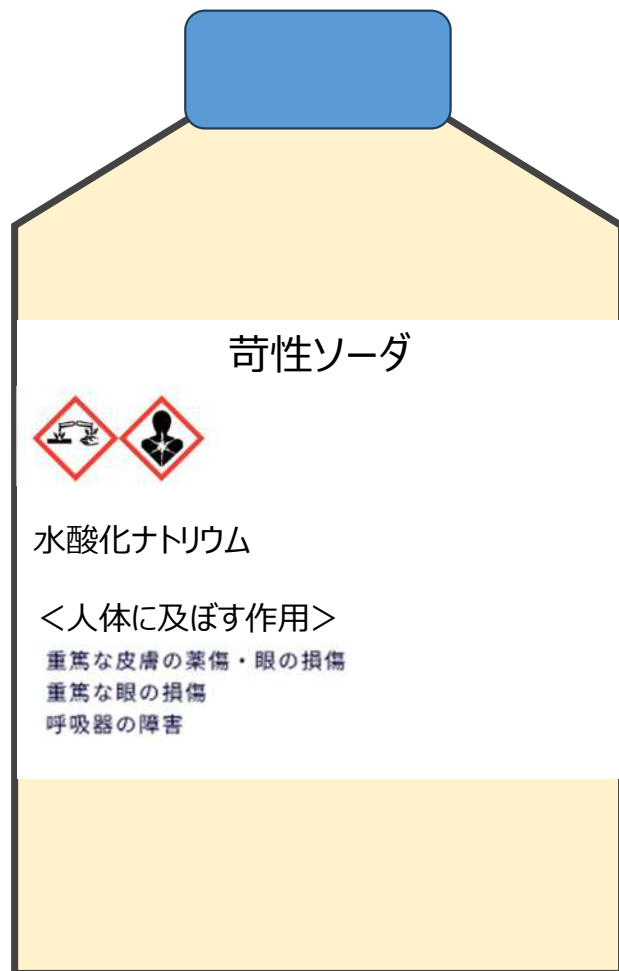 苛性ソーダ
水酸化ナトリウム
＜人体に及ぼす作用＞
重篤な皮膚の薬傷・眼の損傷
重篤な眼の損傷
呼吸器の障害